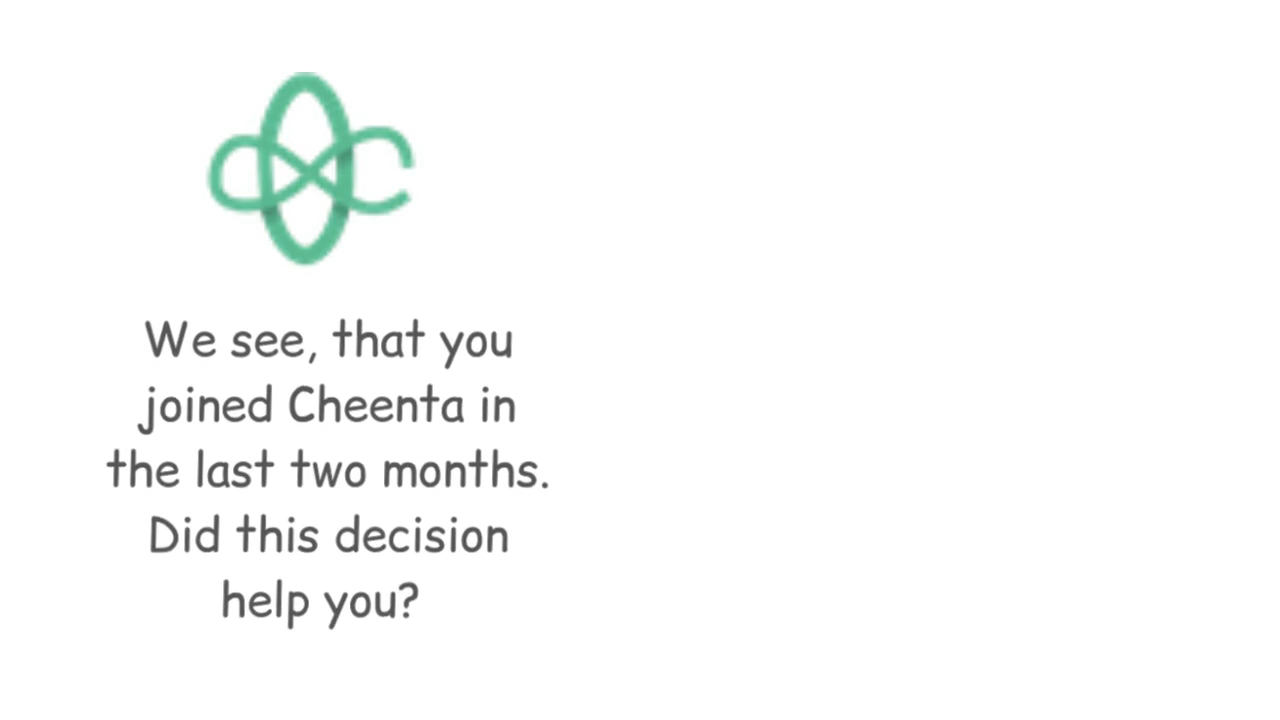 We see, that you
joined Cheenta in
the last two months.
Did this decision
help you?